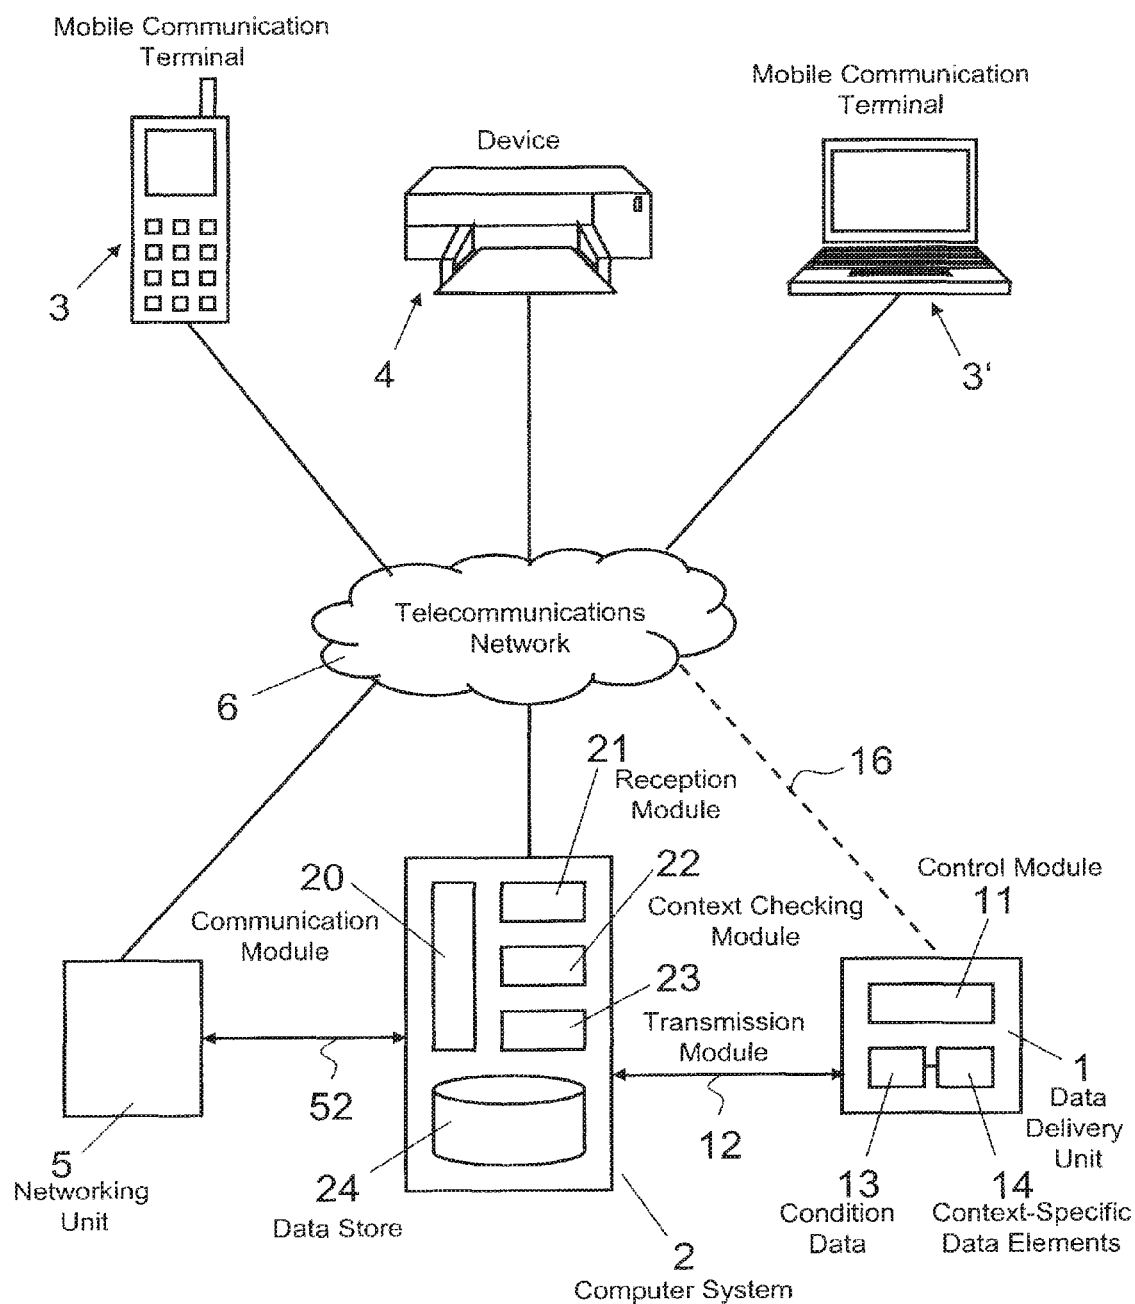 Mobile Communication
Terminal
Mobile Communication
Terminal
Device
3
4
3'
Telecommunications
Network
6
21
Reception
Module
16
20
22
Control Module
11
Communication
Module
Context Checking
Module
23
Transmission
Module
52
12
1
Data
Delivery
Unit
5
Networking
Unit
24
Data Store
13
Condition
Data
14
Context-Specific
Data Elements
2
Computer System